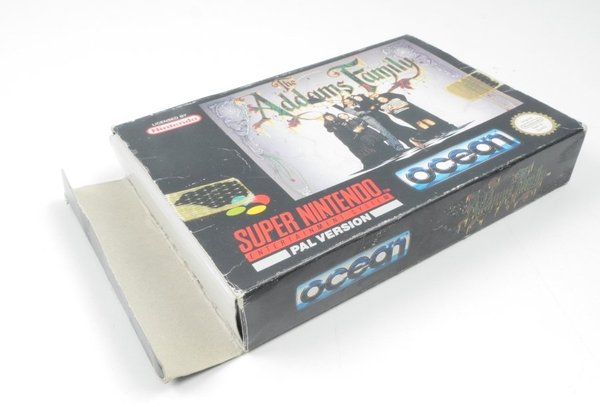 LICENSED BY
Nintendo
The
Addams Family
ocean
SUPER NINTENDO
ENTERTAINMENT SYSTEM
PAL VERSION
ocean